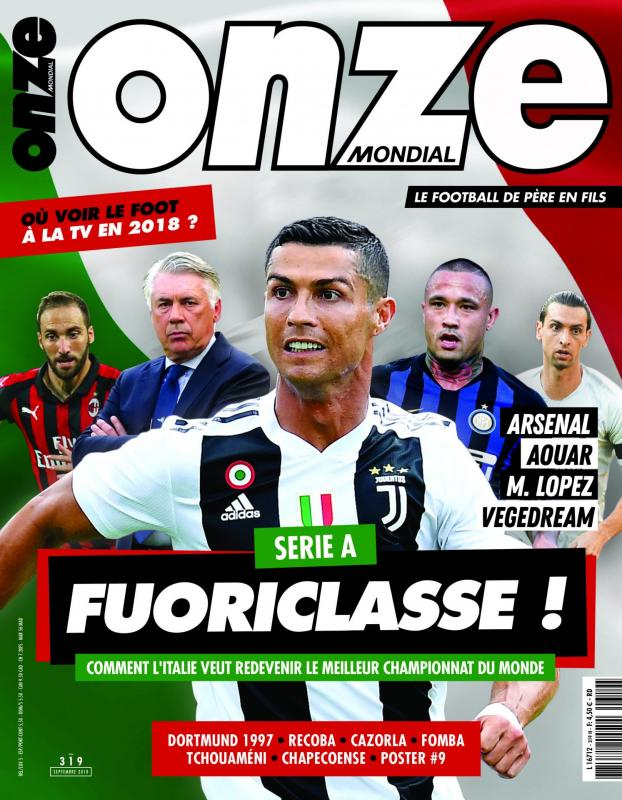 onze
MONDIAL
onze
MONDIAL
LE FOOTBALL DE PÈRE EN FILS
OÙ VOIR LE FOOT
À LA TV EN 2018 ?
ARSENAL
AOUAR
M. LOPEZ
VEGEDREAM
Fly
Emirates
adidas
JUVENTUS
SERIE A
FUORICLASSE !
COMMENT L'ITALIE VEUT REDEVENIR LE MEILLEUR CHAMPIONNAT DU MONDE
DORTMUND 1997 • RECOBA • CAZORLA • FOMBA
TCHOUAMÉNI • CHAPECOENSE • POSTER #9
319
SEPTEMBRE 2018
L 16712 - 319 H - F: 4,50 € - RD